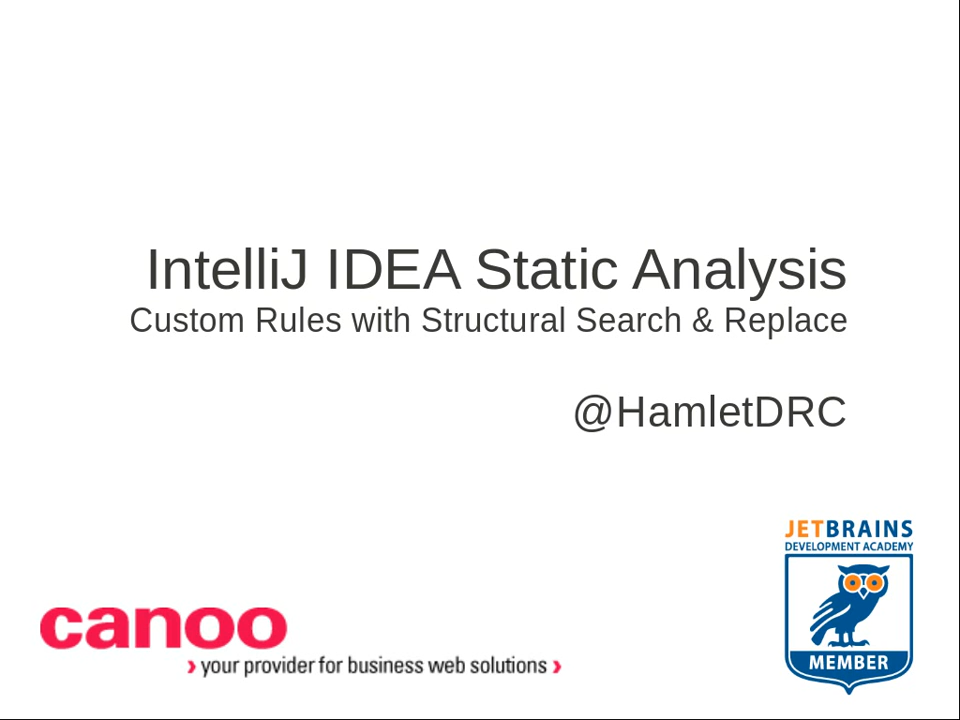 IntelliJ IDEA Static Analysis
Custom Rules with Structural Search & Replace
@HamletDRC
JETBRAINS
DEVELOPMENT ACADEMY
MEMBER
canoo
› your provider for business web solutions ›